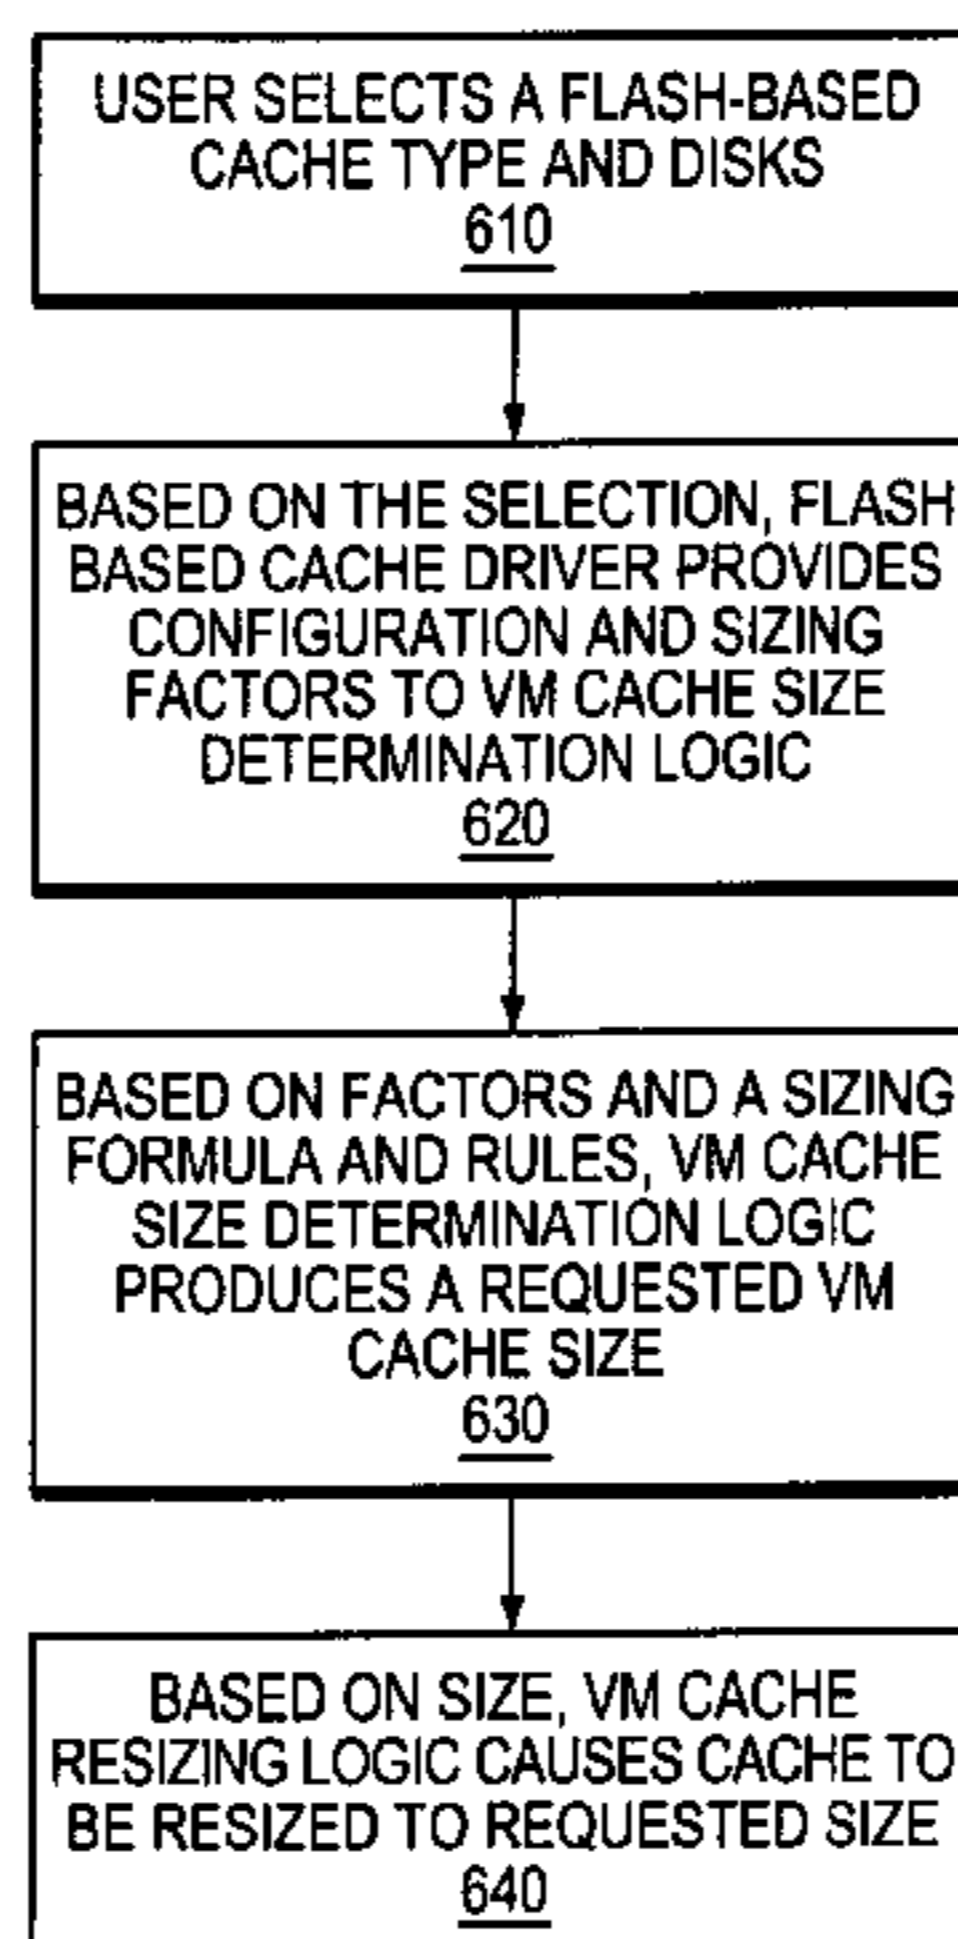 USER SELECTS A FLASH-BASED
CACHE TYPE AND DISKS
610
BASED ON THE SELECTION, FLASH
BASED CACHE DRIVER PROVIDES
CONFIGURATION AND SIZING
FACTORS TO VM CACHE SIZE
DETERMINATION LOGIC
620
BASED ON FACTORS AND A SIZING
FORMULA AND RULES, VM CACHE
SIZE DETERMINATION LOGIC
PRODUCES A REQUESTED VM
CACHE SIZE
630
BASED ON SIZE, VM CACHE
RESIZING LOGIC CAUSES CACHE TO
BE RESIZED TO REQUESTED SIZE
640